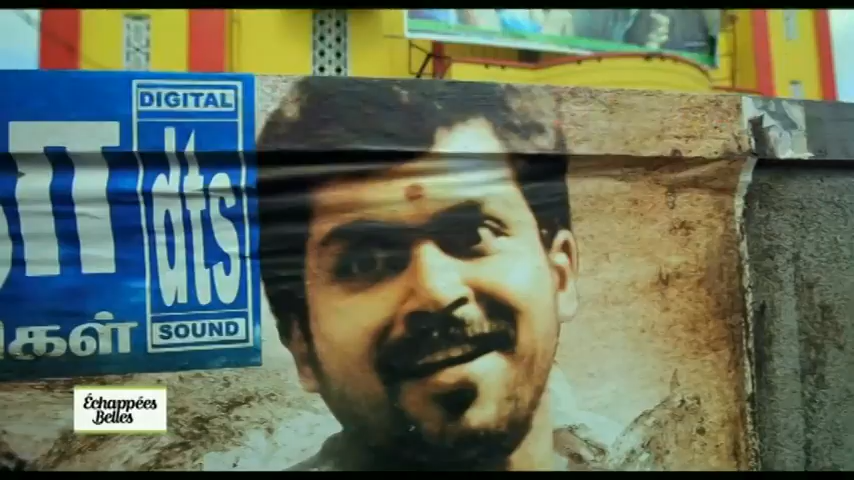 DIGITAL
dts
SOUND
கள்
Échappées
Belles